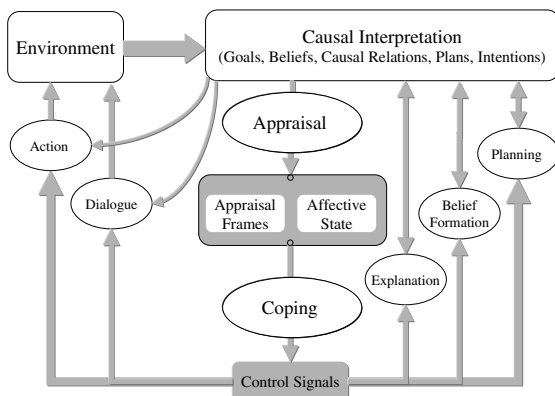 Environment
Causal Interpretation
(Goals, Beliefs, Causal Relations, Plans, Intentions)
Action
Appraisal
Planning
Dialogue
Appraisal
Frames
Affective
State
Belief
Formation
Explanation
Coping
Control Signals